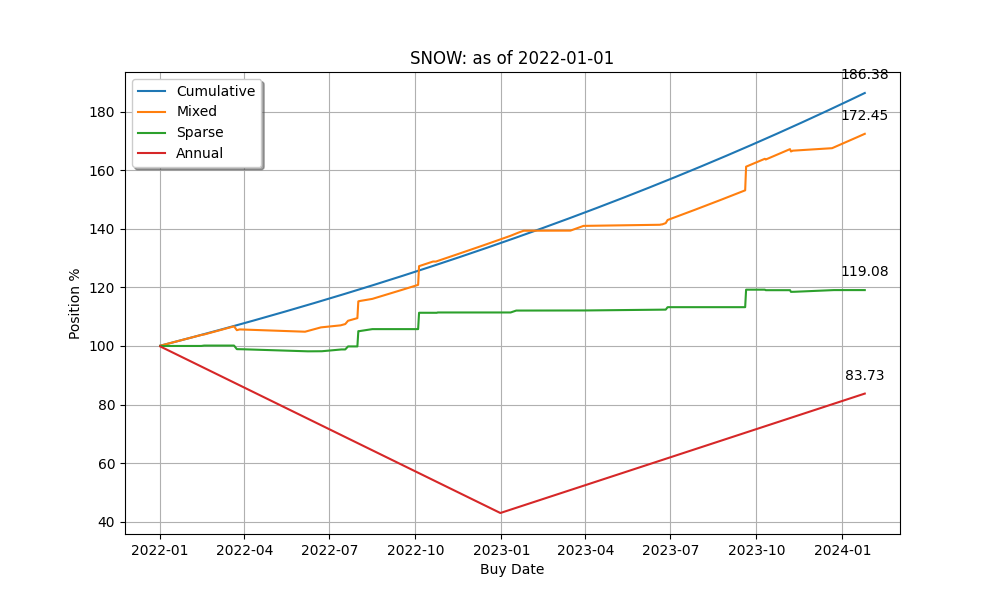 SNOW: as of 2022-01-01
Cumulative
Mixed
Sparse
Annual
186.38
172.45
119.08
83.73
Position %
180
160
140
120
100
80
60
40
2022-01 2022-04 2022-07 2022-10 2023-01 2023-04 2023-07 2023-10 2024-01
Buy Date